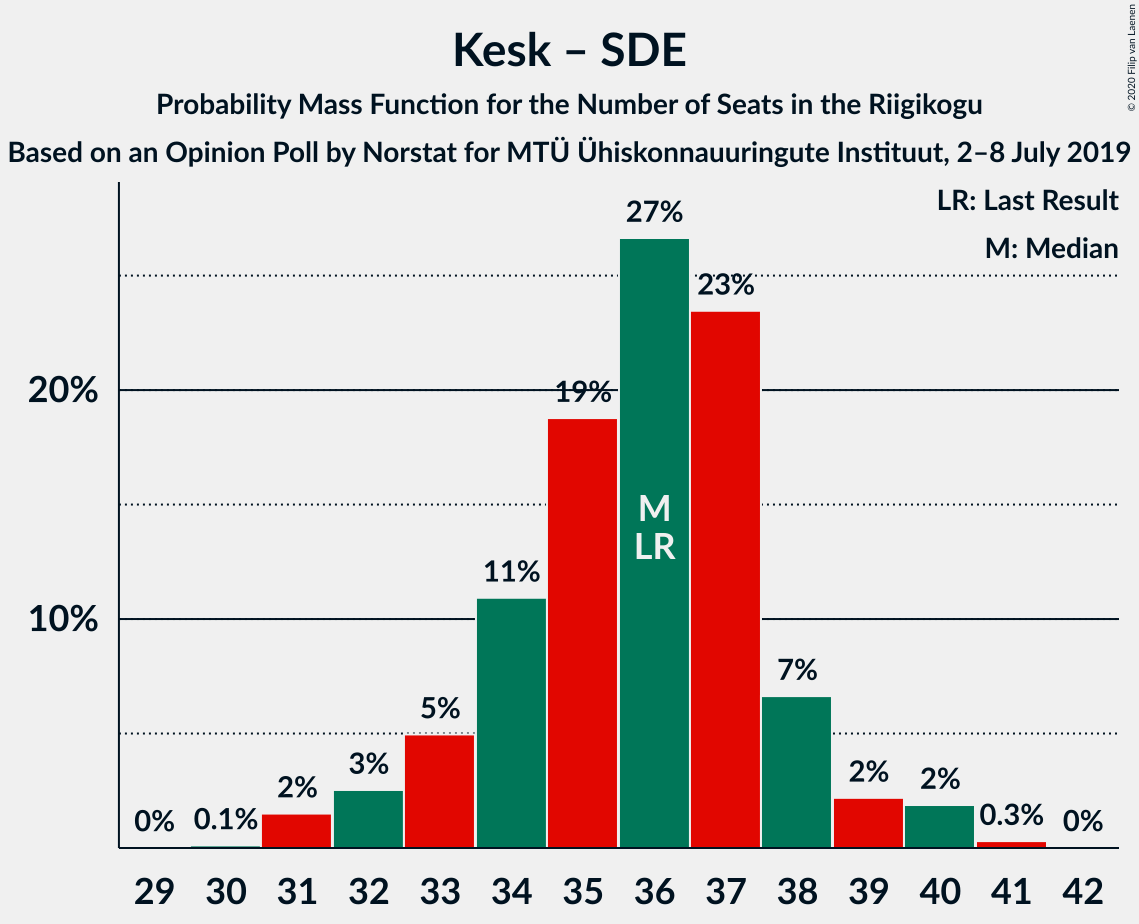 Kesk – SDE
Probability Mass Function for the Number of Seats in the Riigikogu
Based on an Opinion Poll by Norstat for MTÜ Ühiskonnauuringute Instituut, 2–8 July 2019
© 2020 Filip van Laenen
LR: Last Result
M: Median
27%
23%
20%
19%
M
LR
11%
10%
7%
5%
3%
2%
2%
2%
0%
0.1%
0.3%
0%
29 30 31 32 33 34 35 36 37 38 39 40 41 42